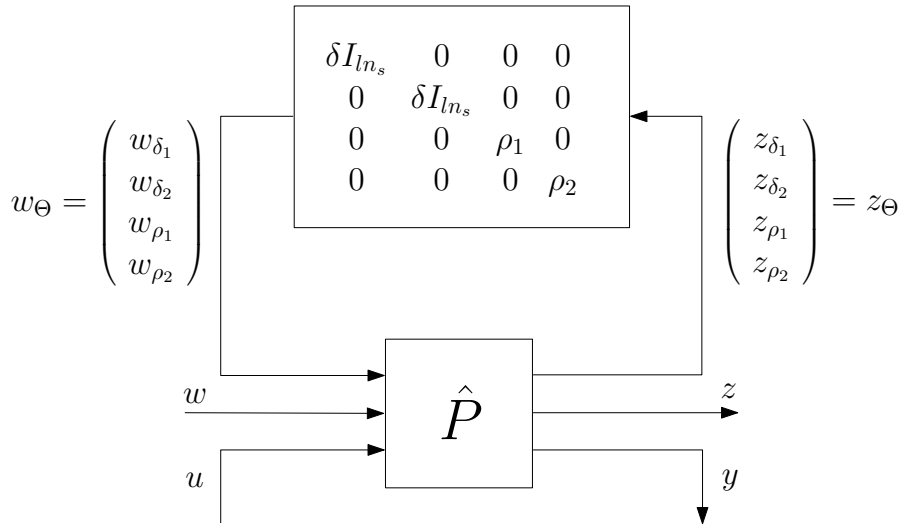 δI_{ln_s} 0 0 0
0 δI_{ln_s} 0 0
0 0 ρ_1 0
0 0 0 ρ_2
w_Θ = ( w_{δ_1} w_{δ_2} w_{ρ_1} w_{ρ_2} )
( z_{δ_1} z_{δ_2} z_{ρ_1} z_{ρ_2} ) = z_Θ
w
z
P̂
u
y